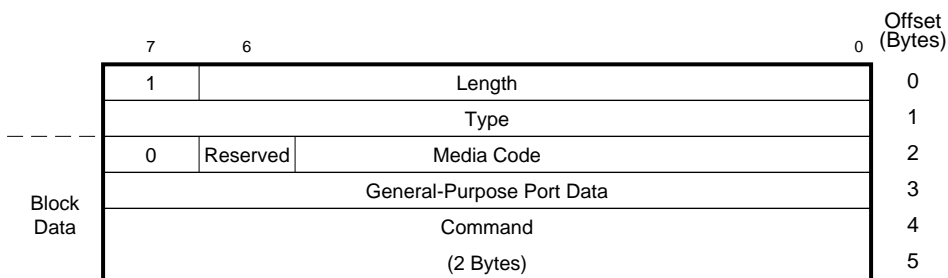 Offset
7 6 0 (Bytes)
1 Length 0
Type 1
0 Reserved Media Code 2
General-Purpose Port Data 3
Block
Data Command 4
(2 Bytes) 5